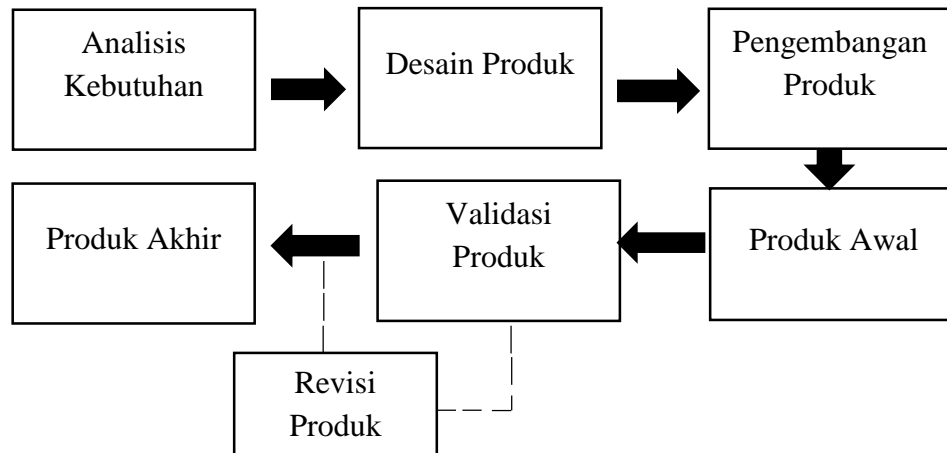 Analisis
Kebutuhan
Desain Produk
Pengembangan
Produk
Produk Awal
Validasi
Produk
Produk Akhir
Revisi
Produk